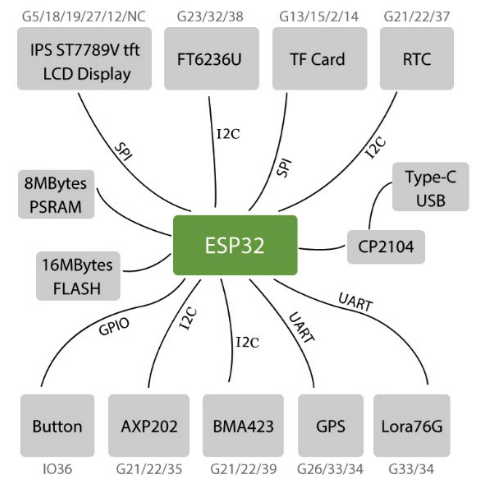 G5/18/19/27/12/NC
G23/32/38
G13/15/2/14
G21/22/37
IPS ST7789V tft
LCD Display
FT6236U
TF Card
RTC
SPI
I2C
SPI
I2C
8MBytes
PSRAM
Type-C
USB
ESP32
CP2104
16MBytes
FLASH
GPIO
I2C
I2C
UART
UART
Button
AXP202
BMA423
GPS
Lora76G
IO36
G21/22/35
G21/22/39
G26/33/34
G33/34